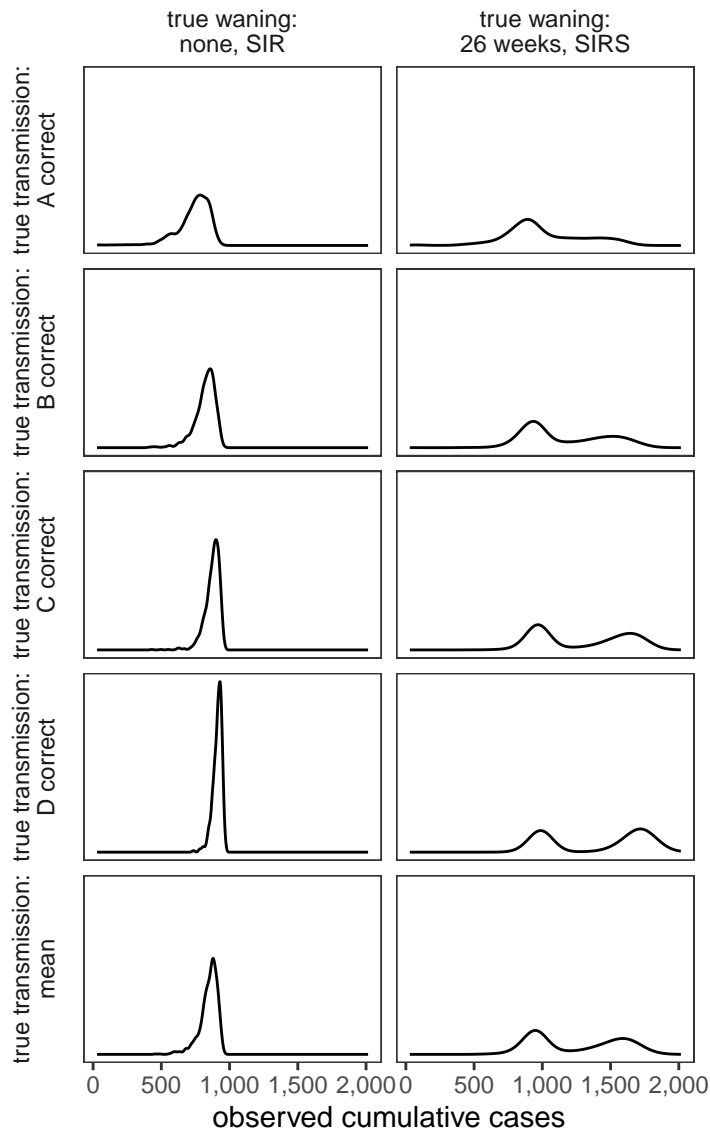 true waning:
none, SIR
true waning:
26 weeks, SIRS
true transmission:
A correct
true transmission:
B correct
true transmission:
C correct
true transmission:
D correct
true transmission:
mean
0 500 1,000 1,500 2,000 0 500 1,000 1,500 2,000
observed cumulative cases